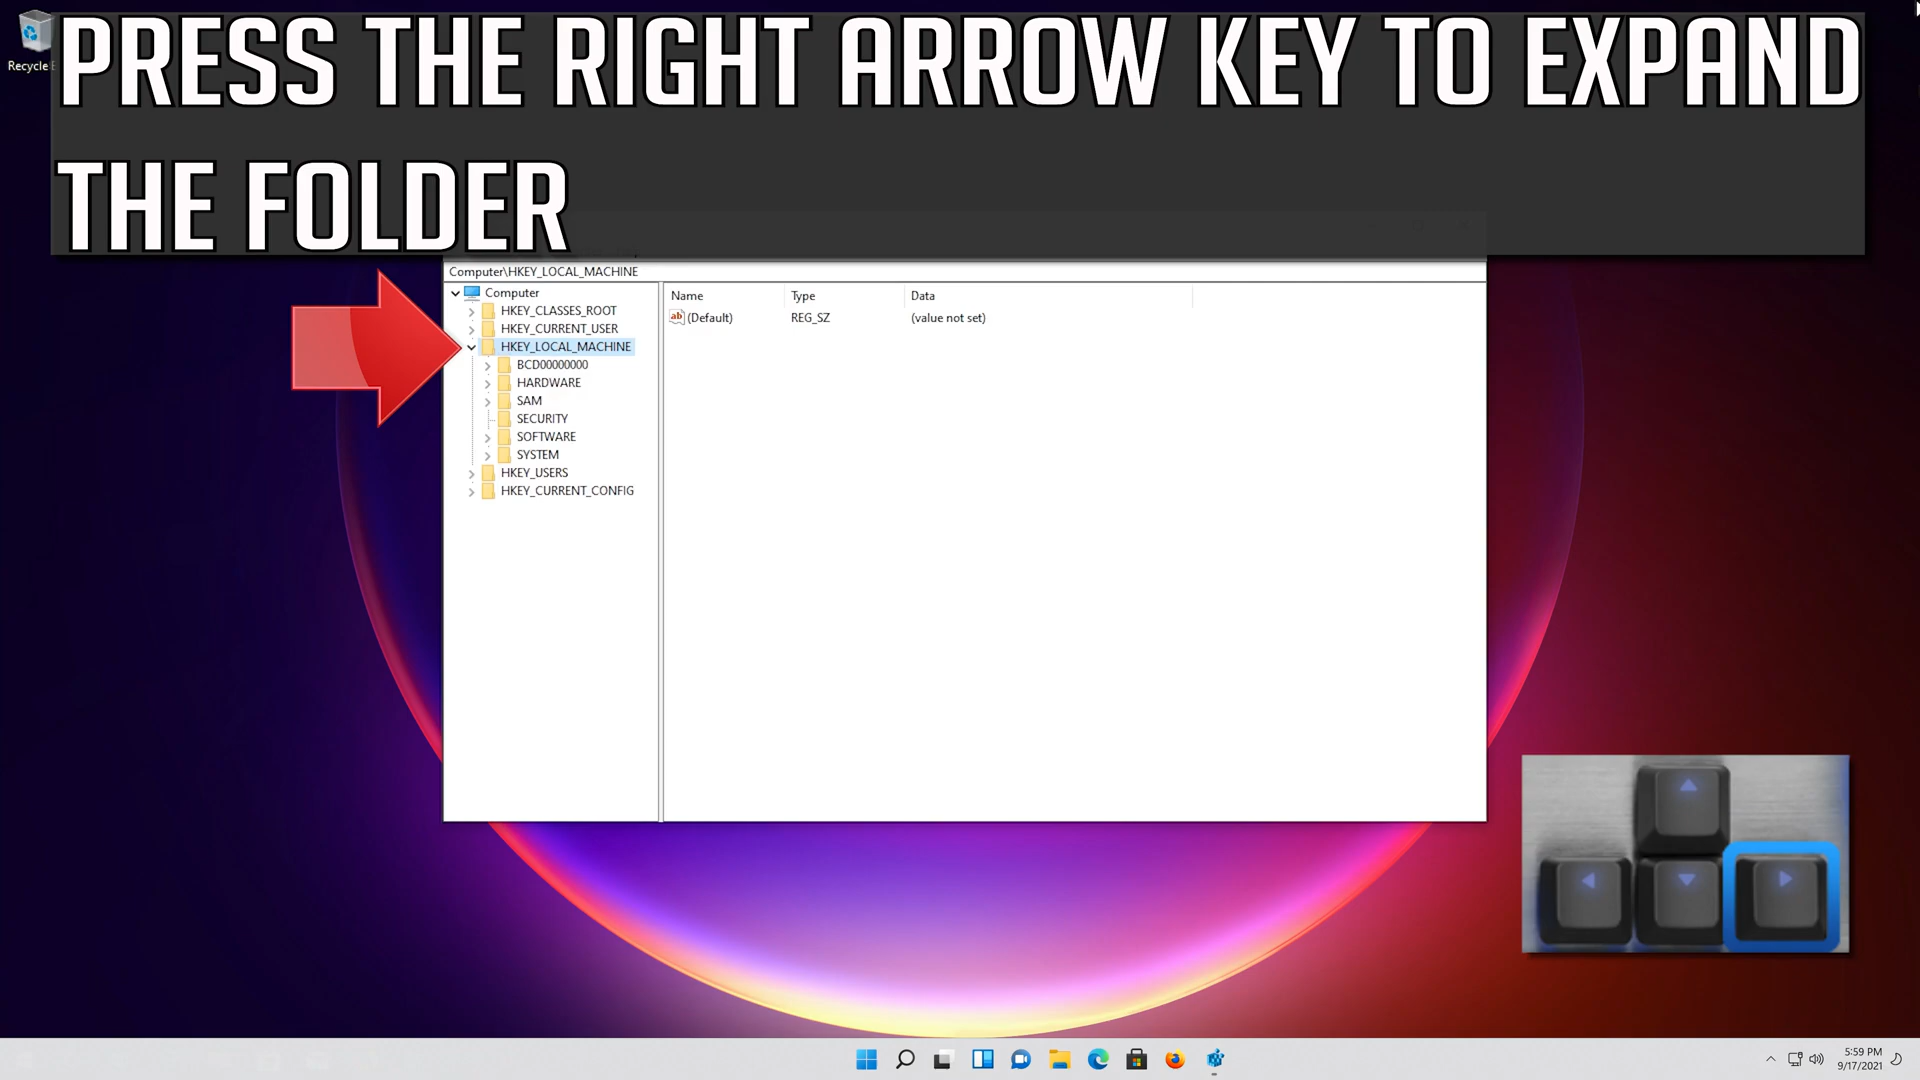 PRESS THE RIGHT ARROW KEY TO EXPAND
THE FOLDER
Recycle
Computer\HKEY_LOCAL_MACHINE
Computer
HKEY_CLASSES_ROOT
HKEY_CURRENT_USER
HKEY_LOCAL_MACHINE
BCD00000000
HARDWARE
SAM
SECURITY
SOFTWARE
SYSTEM
HKEY_USERS
HKEY_CURRENT_CONFIG
Name Type Data
(Default) REG_SZ (value not set)
5:59 PM
9/17/2021